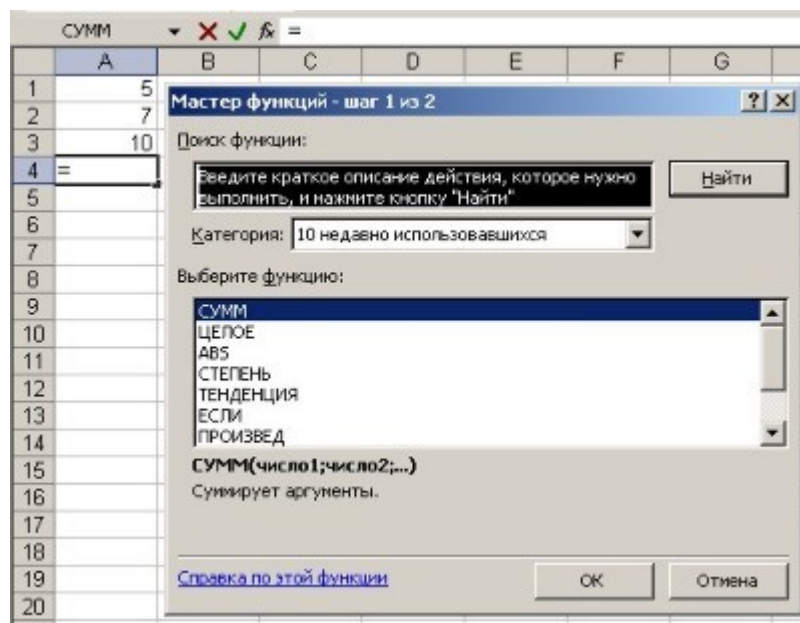 СУММ fx =
A B C D E F G
1 5
2 7
3 10
4 =
5
6
7
8
9
10
11
12
13
14
15
16
17
18
19
20
Мастер функций - шаг 1 из 2
Поиск функции:
Введите краткое описание действия, которое нужно
выполнить, и нажмите кнопку "Найти"
Найти
Категория: 10 недавно использовавшихся
Выберите функцию:
СУММ
ЦЕЛОЕ
ABS
СТЕПЕНЬ
ТЕНДЕНЦИЯ
ЕСЛИ
ПРОИЗВЕД
СУММ(число1;число2;...)
Суммирует аргументы.
Справка по этой функции
ОК Отмена